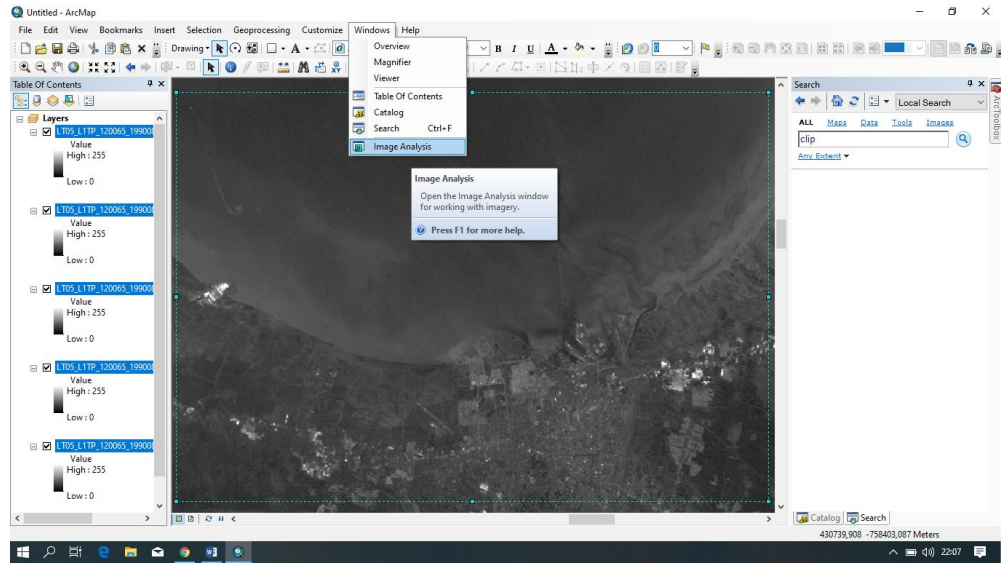 Untitled - ArcMap
File Edit View Bookmarks Insert Selection Geoprocessing Customize Windows Help
Drawing
B I U A
Overview
Magnifier
Viewer
Table Of Contents
Catalog
Search Ctrl+F
Image Analysis
Image Analysis
Open the Image Analysis window
for working with imagery.
Press F1 for more help.
Table Of Contents
Layers
LT05_L1TP_120065_19900
Value
High : 255
Low : 0
LT05_L1TP_120065_19900
Value
High : 255
Low : 0
LT05_L1TP_120065_19900
Value
High : 255
Low : 0
LT05_L1TP_120065_19900
Value
High : 255
Low : 0
LT05_L1TP_120065_19900
Value
High : 255
Low : 0
Search
Local Search
ALL Maps Data Tools Images
clip
Any Extent
ArcToolbox
Catalog Search
430739,908 -758403,087 Meters
22:07